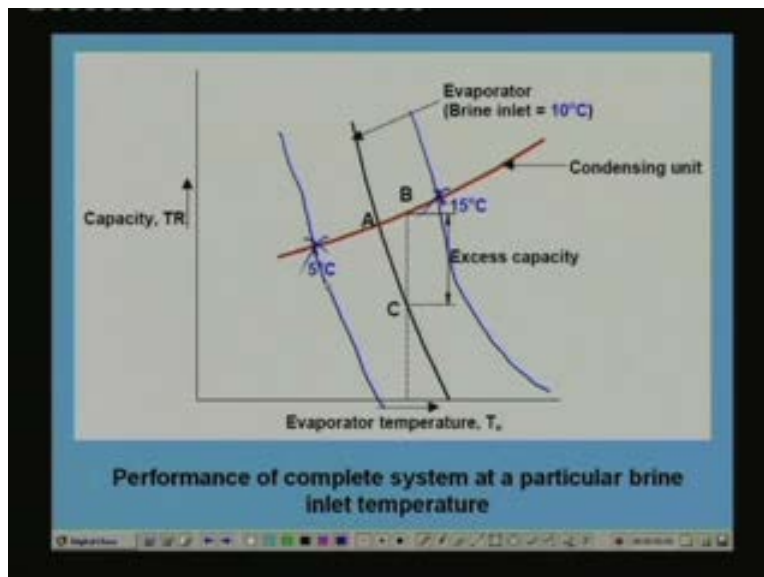 Evaporator
(Brine inlet = 10°C)
Condensing unit
B
Capacity, TR
A
15°C
Excess capacity
5°C
C
Evaporator temperature, Te
Performance of complete system at a particular brine
inlet temperature